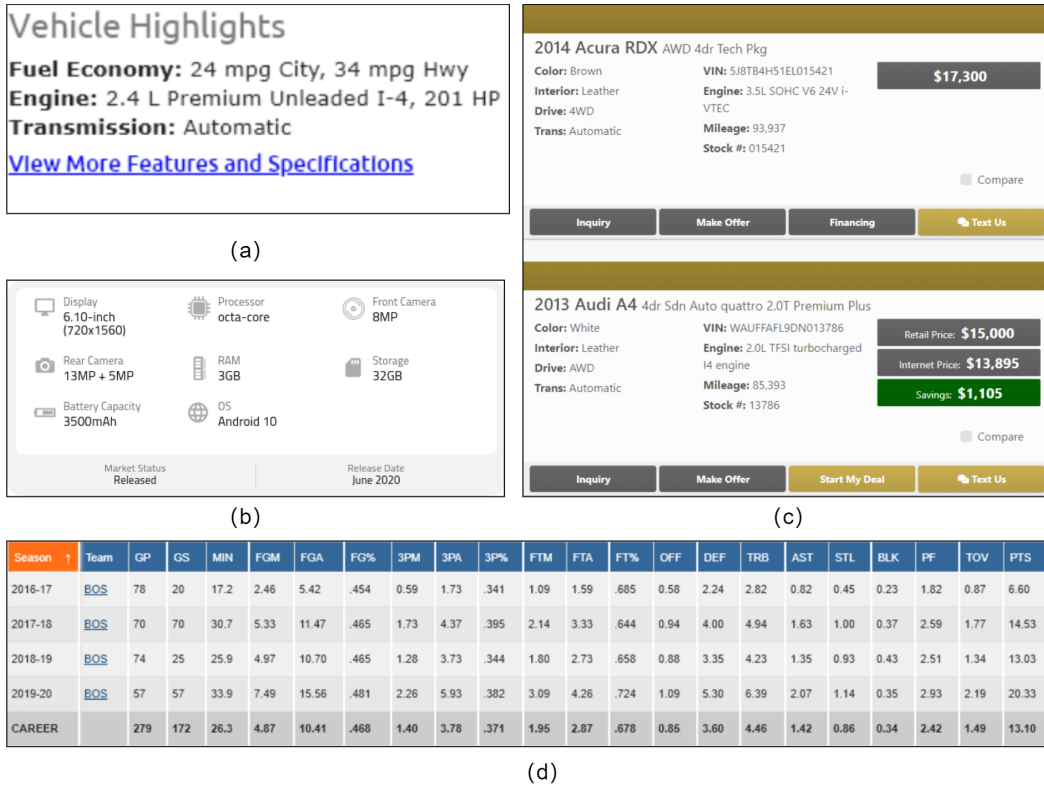 Vehicle Highlights
Fuel Economy: 24 mpg City, 34 mpg Hwy
Engine: 2.4 L Premium Unleaded I-4, 201 HP
Transmission: Automatic
View More Features and Specifications
(a)
Display
6.10-inch
(720x1560)
Processor
octa-core
Front Camera
8MP
Rear Camera
13MP + 5MP
RAM
3GB
Storage
32GB
Battery Capacity
3500mAh
OS
Android 10
Market Status
Released
Release Date
June 2020
(b)
2014 Acura RDX AWD 4dr Tech Pkg
Color: Brown
Interior: Leather
Drive: 4WD
Trans: Automatic
VIN: 5J8TB4H51EL015421
Engine: 3.5L SOHC V6 24V i-
VTEC
Mileage: 93,937
Stock #: 015421
$17,300
Compare
Inquiry Make Offer Financing Text Us
2013 Audi A4 4dr Sdn Auto quattro 2.0T Premium Plus
Color: White
Interior: Leather
Drive: AWD
Trans: Automatic
VIN: WAUFFAFL9DN013786
Engine: 2.0L TFSI turbocharged
I4 engine
Mileage: 85,393
Stock #: 13786
Retail Price: $15,000
Internet Price: $13,895
Savings: $1,105
Compare
Inquiry Make Offer Start My Deal Text Us
(c)
Season ↑ Team GP GS MIN FGM FGA FG% 3PM 3PA 3P% FTM FTA FT% OFF DEF TRB AST STL BLK PF TOV PTS
2016-17 BOS 78 20 17.2 2.46 5.42 .454 0.59 1.73 .341 1.09 1.59 .685 0.58 2.24 2.82 0.82 0.45 0.23 1.82 0.87 6.60
2017-18 BOS 70 70 30.7 5.33 11.47 .465 1.73 4.37 .395 2.14 3.33 .644 0.94 4.00 4.94 1.63 1.00 0.37 2.59 1.77 14.53
2018-19 BOS 74 25 25.9 4.97 10.70 .465 1.28 3.73 .344 1.80 2.73 .658 0.88 3.35 4.23 1.35 0.93 0.43 2.51 1.34 13.03
2019-20 BOS 57 57 33.9 7.49 15.56 .481 2.26 5.93 .382 3.09 4.26 .724 1.09 5.30 6.39 2.07 1.14 0.35 2.93 2.19 20.33
CAREER 279 172 26.3 4.87 10.41 .468 1.40 3.78 .371 1.95 2.87 .678 0.85 3.60 4.46 1.42 0.86 0.34 2.42 1.49 13.10
(d)